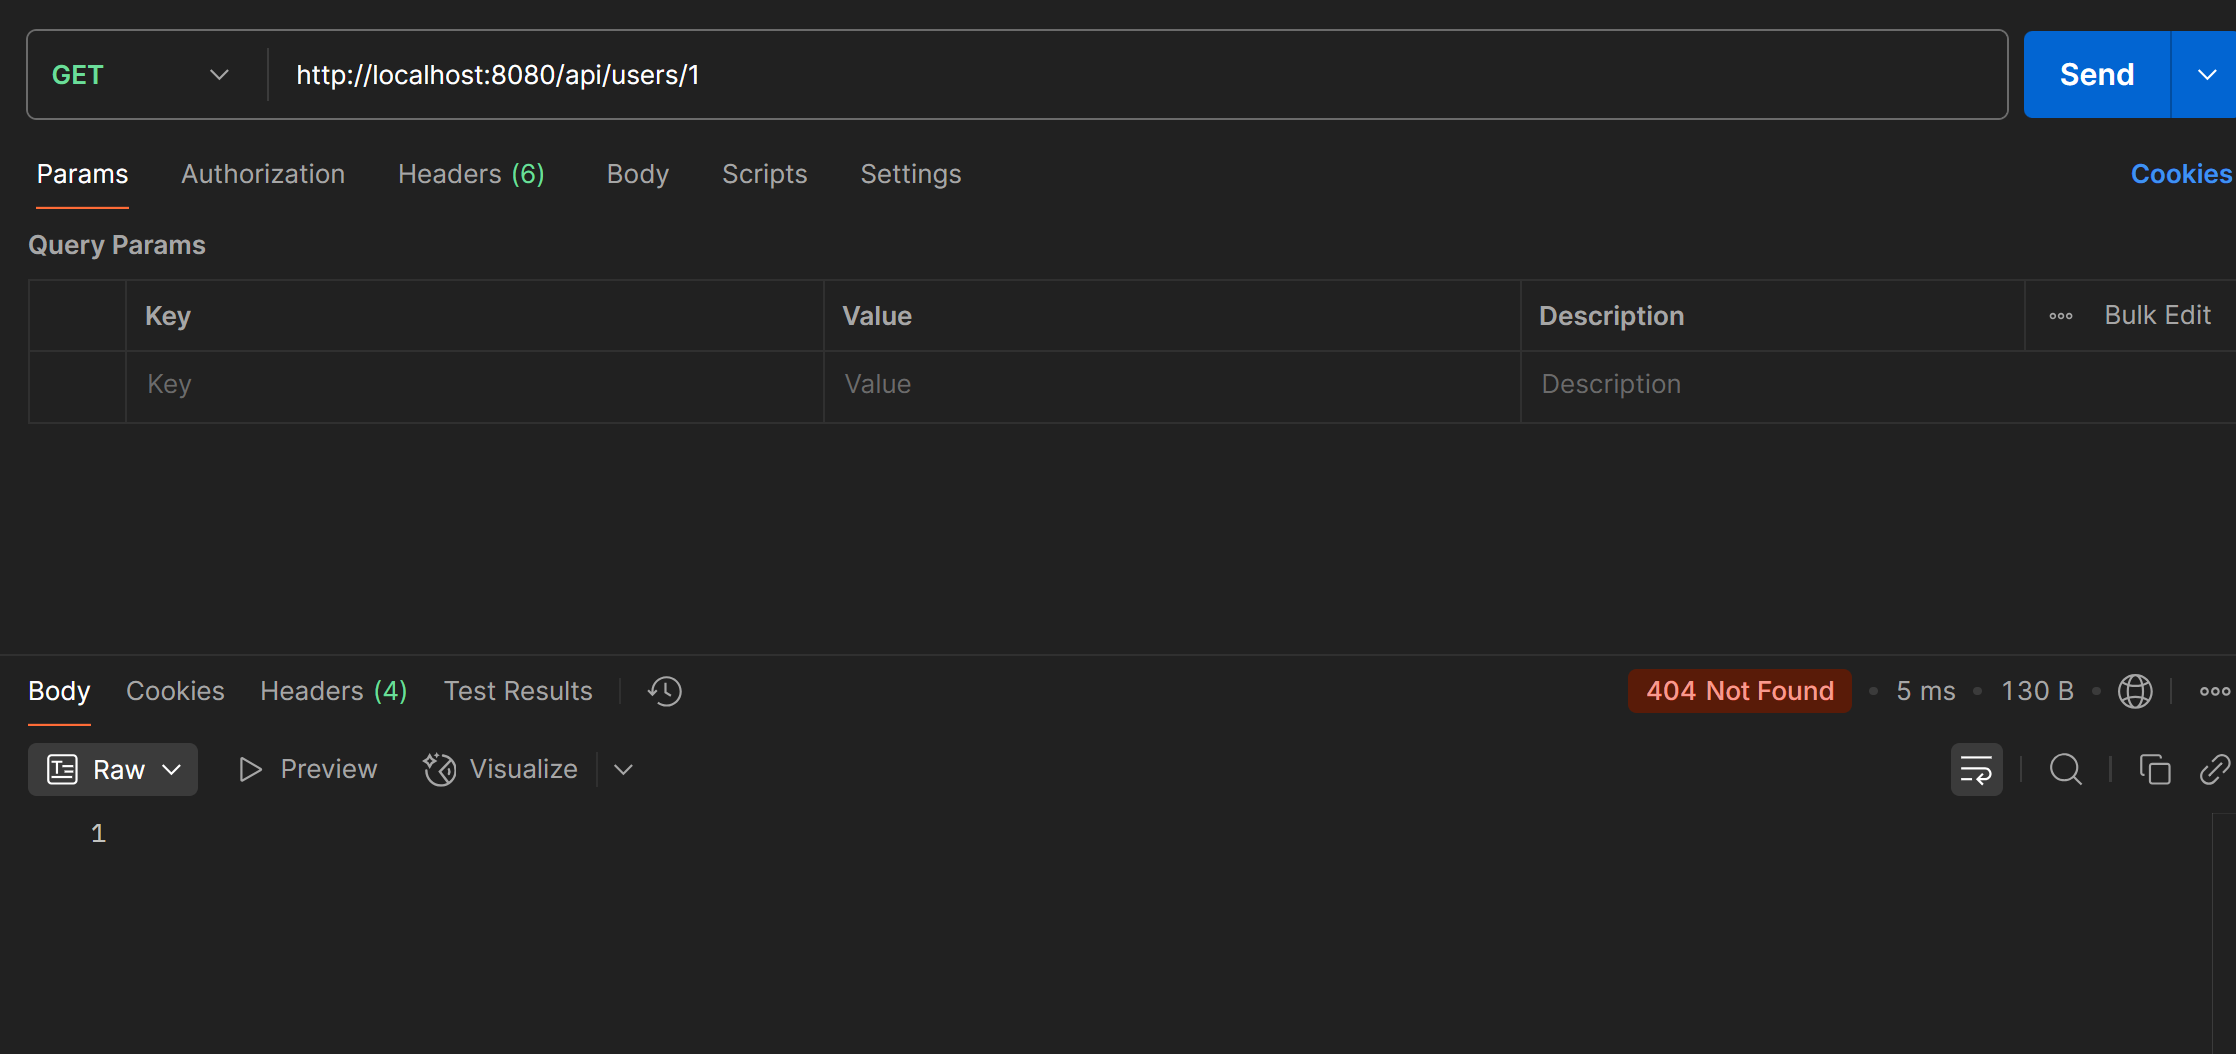 GET http://localhost:8080/api/users/1 Send
Params Authorization Headers (6) Body Scripts Settings Cookies
Query Params
Key Value Description Bulk Edit
Key Value Description
Body Cookies Headers (4) Test Results 404 Not Found • 5 ms • 130 B •
Raw Preview Visualize
1